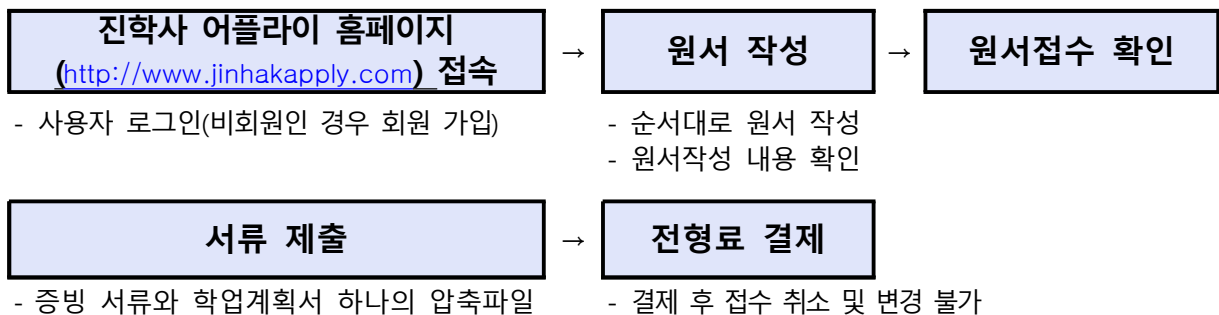 진학사 어플라이 홈페이지
(http://www.jinhakapply.com) 접속
→
원서 작성
→
원서접수 확인
- 사용자 로그인(비회원인 경우 회원 가입)
- 순서대로 원서 작성
- 원서작성 내용 확인
서류 제출
→
전형료 결제
- 증빙 서류와 학업계획서 하나의 압축파일
- 결제 후 접수 취소 및 변경 불가